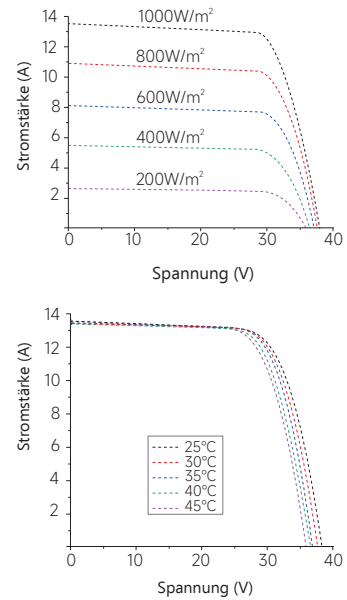 14
1000W/m²
12
800W/m²
10
600W/m²
8
400W/m²
6
4
200W/m²
2
0 10 20 30 40
Stromstärke (A)
Spannung (V)
14
12
10
8
6
4
2
25°C
30°C
35°C
40°C
45°C
0 10 20 30 40
Stromstärke (A)
Spannung (V)